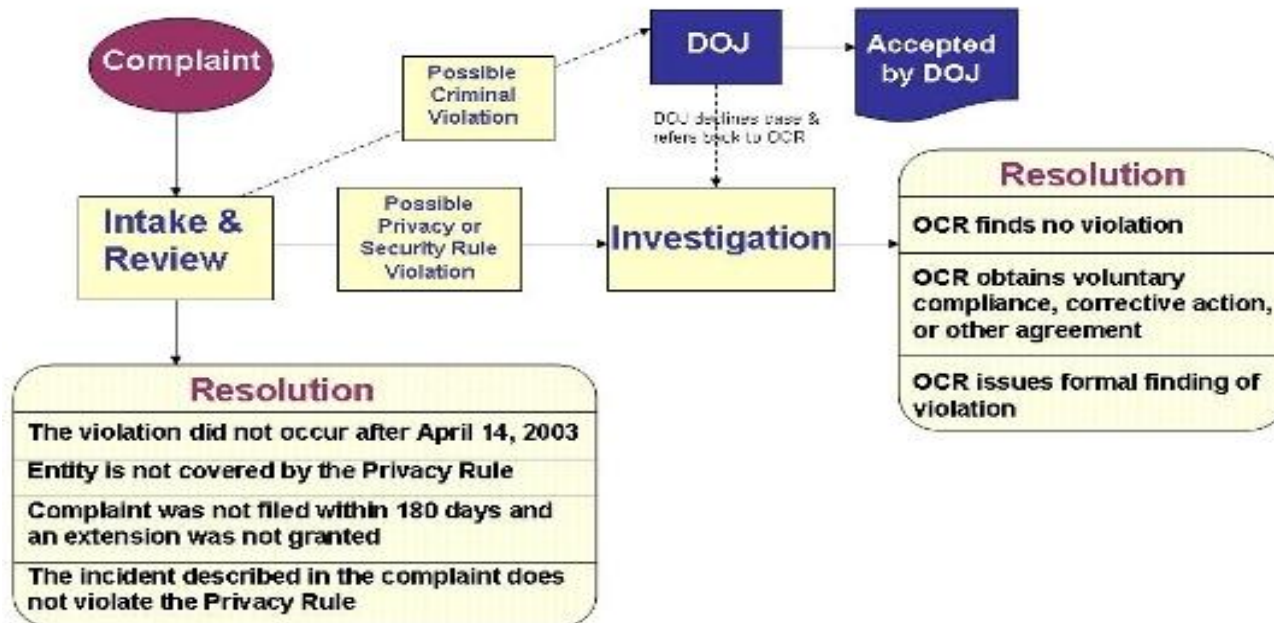 Complaint
Possible
Criminal
Violation
DOJ
Accepted
by DOJ
DOJ declines case &
refers back to OCR
Intake &
Review
Possible
Privacy or
Security Rule
Violation
Investigation
Resolution
OCR finds no violation
OCR obtains voluntary
compliance, corrective action,
or other agreement
OCR issues formal finding of
violation
Resolution
The violation did not occur after April 14, 2003
Entity is not covered by the Privacy Rule
Complaint was not filed within 180 days and
an extension was not granted
The incident described in the complaint does
not violate the Privacy Rule